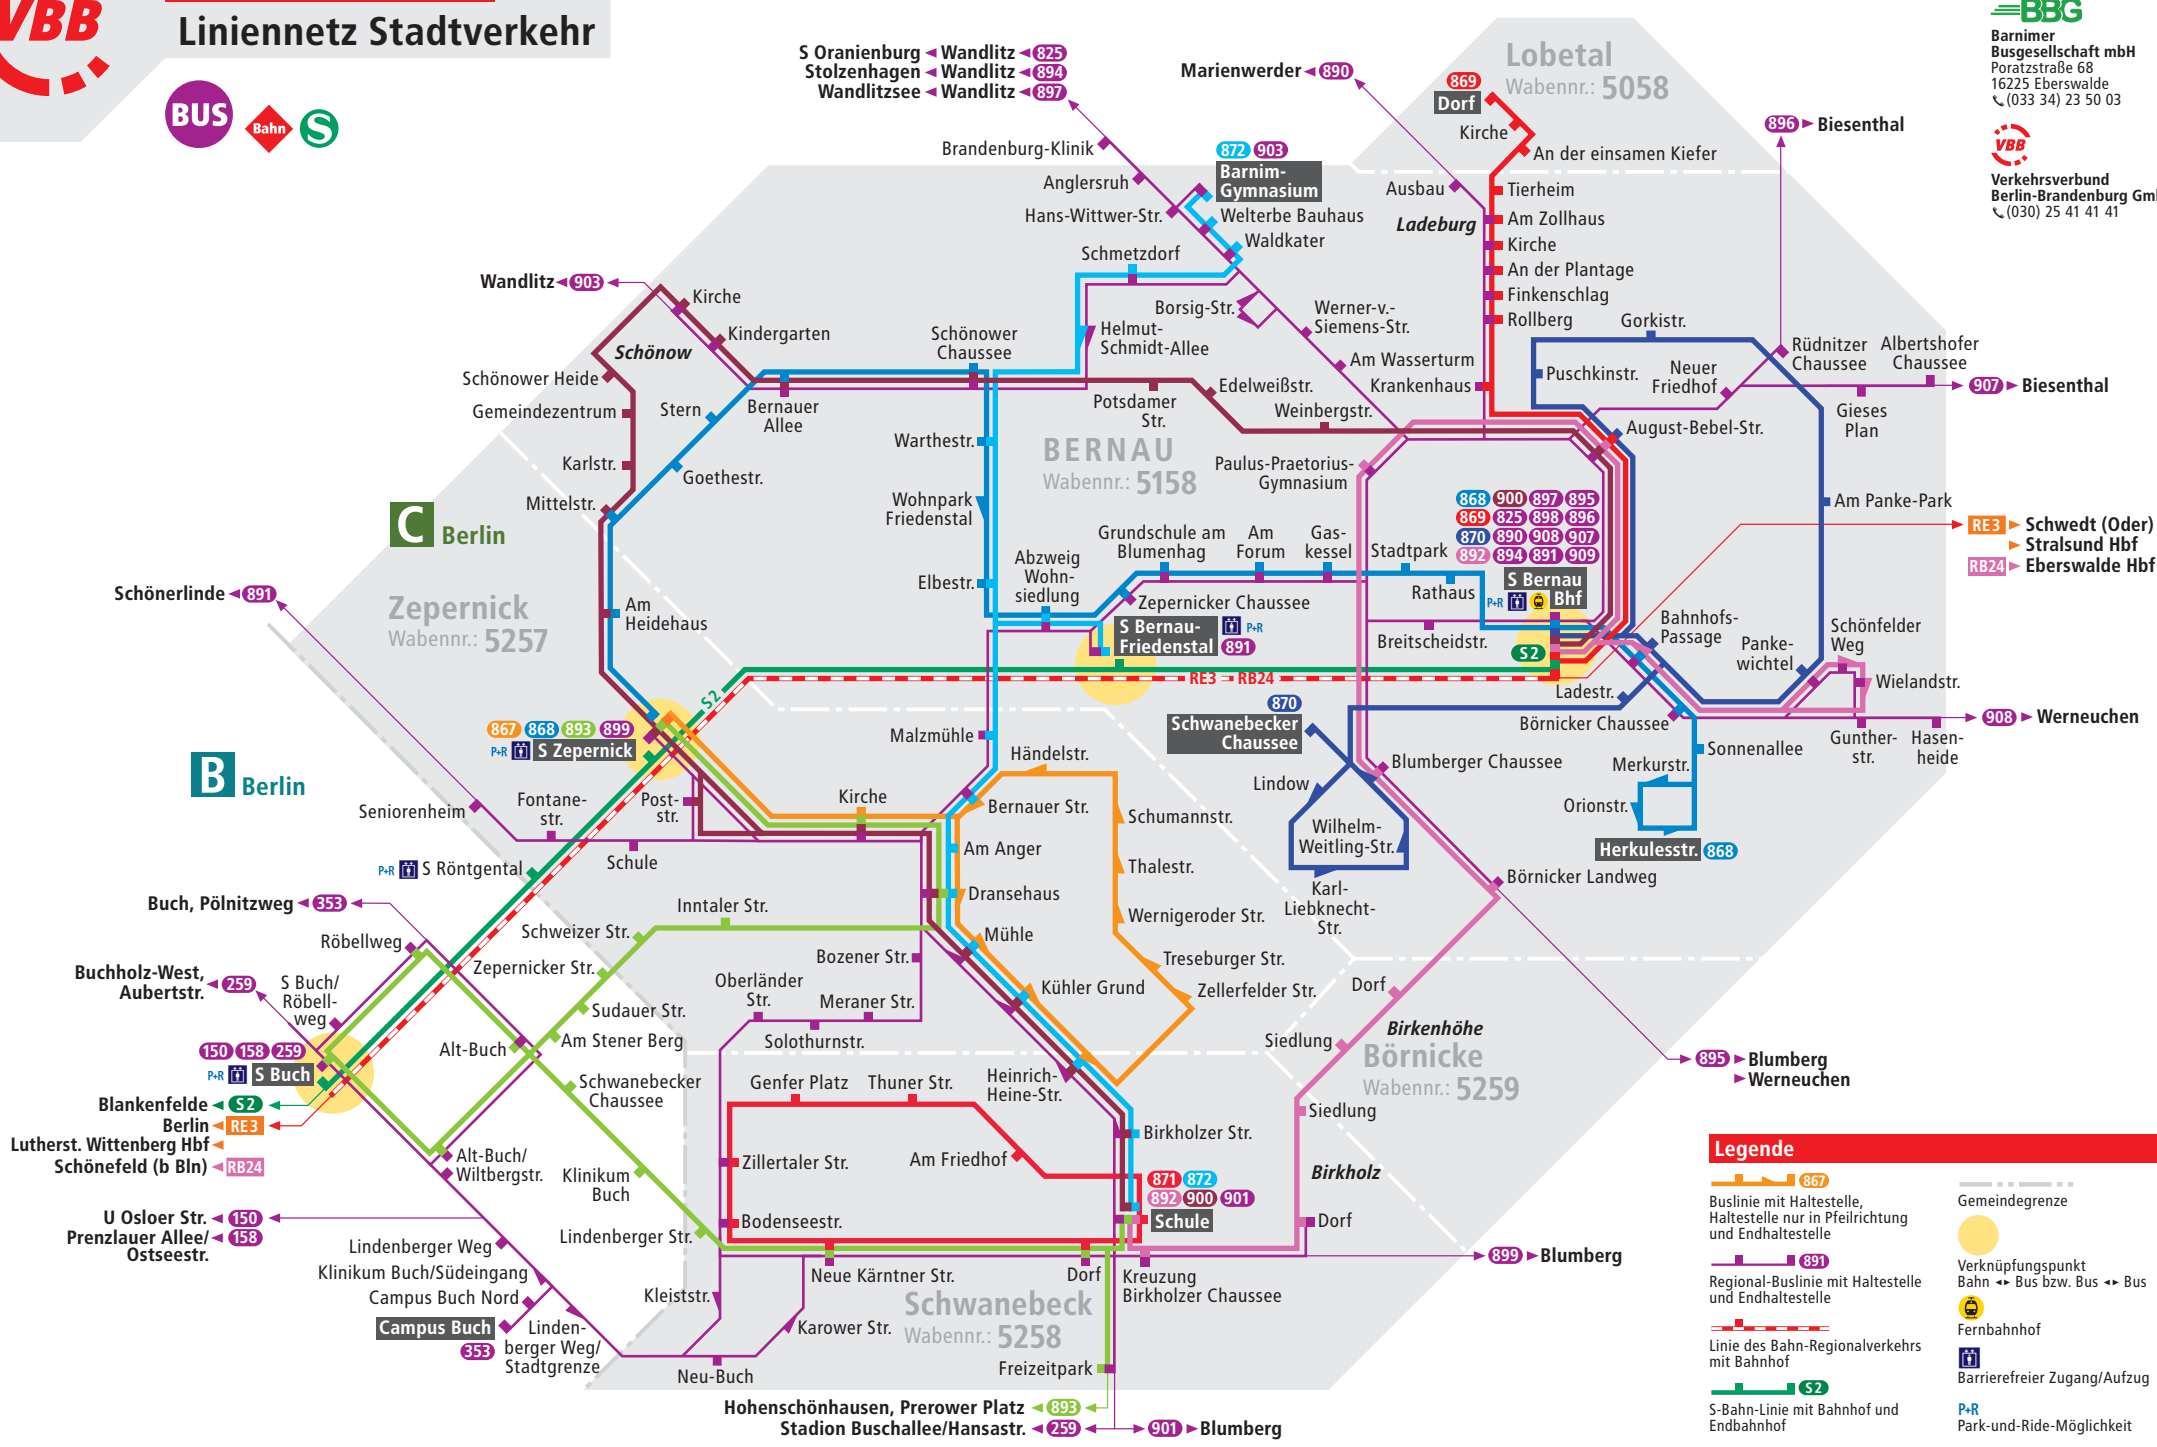 VBB
Liniennetz Stadtverkehr
BUS
Bahn
S
S Oranienburg Wandlitz 825
Stolzenhagen Wandlitz 894
Wandlitzsee Wandlitz 897
Marienwerder 890
Lobetal
Wabennr.: 5058
869
Dorf
Kirche
An der einsamen Kiefer
896 Biesenthal
BBG
Barnimer
Busgesellschaft mbH
Poratzstraße 68
16225 Eberswalde
(033 34) 23 50 03
VBB
Verkehrsverbund
Berlin-Brandenburg Gm
(030) 25 41 41 41
Brandenburg-Klinik
Anglersruh
Hans-Wittwer-Str.
872 903
Barnim-
Gymnasium
Welterbe Bauhaus
Waldkater
Schmetzdorf
Borsig-Str.
Werner-v.-
Siemens-Str.
Am Wasserturm
Krankenhaus
Ausbau
Ladeburg
Tierheim
Am Zollhaus
Kirche
An der Plantage
Finkenschlag
Rollberg
Gorkistr.
Puschkinstr.
Neuer
Friedhof
Rüdnitzer
Chaussee
Albertshofer
Chaussee
907 Biesenthal
Gieses
Plan
August-Bebel-Str.
Am Panke-Park
Wandlitz 903
Kirche
Kindergarten
Schönow
Schönower Heide
Gemeindezentrum
Karlstr.
Mittelstr.
Stern
Goethestr.
Bernauer
Allee
Schönower
Chaussee
Helmut-
Schmidt-Allee
Potsdamer
Str.
Edelweißstr.
Weinbergstr.
Warthestr.
BERNAU
Wabennr.: 5158
Paulus-Praetorius-
Gymnasium
Wohnpark
Friedenstal
Elbestr.
Abzweig
Wohn-
siedlung
Grundschule am
Blumenhag
Am
Forum
Gas-
kessel
Stadtpark
Rathaus
Zepernicker Chaussee
S Bernau-
Friedenstal
P+R
891
Breitscheidstr.
868 900 897 895
869 825 898 896
870 890 908 907
892 894 891 909
S Bernau
Bhf
P+R
S2
RE3 RB24
RE3 Schwedt (Oder)
Stralsund Hbf
RB24 Eberswalde Hbf
Bahnhofs-
Passage
Panke-
wichtel
Schönfelder
Weg
Wielandstr.
Ladestr.
Börnicker Chaussee
908 Werneuchen
Gunther-
str.
Hasen-
heide
Sonnenallee
Merkurstr.
Orionstr.
Herkulesstr. 868
C Berlin
Schönerlinde 891
Zepernick
Wabennr.: 5257
Am
Heidehaus
S2
867 868 893 899
P+R S Zepernick
B Berlin
Seniorenheim
Fontane-
str.
Post-
str.
Schule
Kirche
Malzmühle
Händelstr.
Bernauer Str.
Schumannstr.
Thalestr.
Wernigeroder Str.
Treseburger Str.
Zellerfelder Str.
Am Anger
Dransehaus
Mühle
Kühler Grund
870
Schwanebecker
Chaussee
Lindow
Wilhelm-
Weitling-Str.
Karl-
Liebknecht-
Str.
Blumberger Chaussee
Börnicker Landweg
P+R S Röntgental
Buch, Pölnitzweg 353
Röbellweg
Buchholz-West,
Aubertstr. 259
S Buch/
Röbell-
weg
150 158 259
P+R S Buch
Blankenfelde S2
Berlin RE3
Lutherst. Wittenberg Hbf
Schönefeld (b Bln) RB24
U Osloer Str. 150
Prenzlauer Allee/
Ostseestr. 158
Inntaler Str.
Schweizer Str.
Zepernicker Str.
Sudauer Str.
Am Stener Berg
Alt-Buch
Schwanebecker
Chaussee
Alt-Buch/
Wiltbergstr.
Klinikum
Buch
Lindenberger Str.
Lindenberger Weg
Klinikum Buch/Südeingang
Campus Buch Nord
Campus Buch
353
Linden-
berger Weg/
Stadtgrenze
Bozener Str.
Oberländer
Str.
Meraner Str.
Solothurnstr.
Genfer Platz
Thuner Str.
Heinrich-
Heine-Str.
Zillertaler Str.
Am Friedhof
Bodenseestr.
Birkholzer Str.
871 872
892 900 901
Schule
Neue Kärntner Str.
Dorf
Kreuzung
Birkholzer Chaussee
Kleiststr.
Karower Str.
Neu-Buch
Schwanebeck
Wabennr.: 5258
Freizeitpark
Hohenschönhausen, Prerower Platz 893
Stadion Buschallee/Hansastr. 259
901 Blumberg
Dorf
Siedlung
Birkenhöhe
Börnicke
Wabennr.: 5259
Siedlung
Birkholz
Dorf
895 Blumberg
Werneuchen
899 Blumberg
Legende
867
Buslinie mit Haltestelle,
Haltestelle nur in Pfeilrichtung
und Endhaltestelle
891
Regional-Buslinie mit Haltestelle
und Endhaltestelle
Linie des Bahn-Regionalverkehrs
mit Bahnhof
S2
S-Bahn-Linie mit Bahnhof und
Endbahnhof
Gemeindegrenze
Verknüpfungspunkt
Bahn Bus bzw. Bus Bus
Fernbahnhof
Barrierefreier Zugang/Aufzug
P+R
Park-und-Ride-Möglichkeit